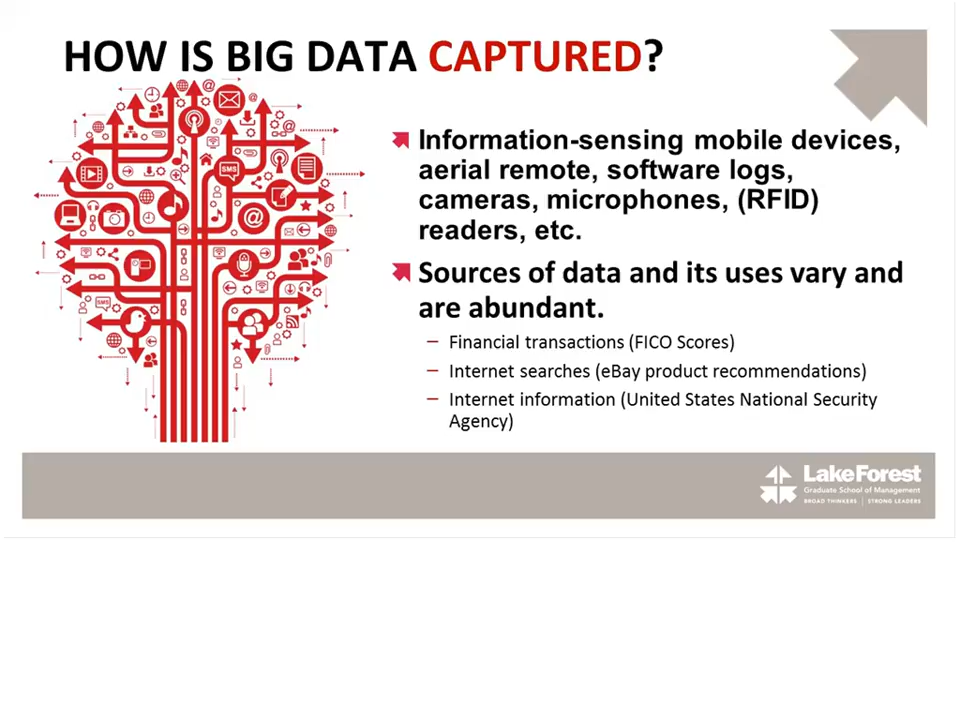 HOW IS BIG DATA CAPTURED?
Information-sensing mobile devices,
aerial remote, software logs,
cameras, microphones, (RFID)
readers, etc.
Sources of data and its uses vary and
are abundant.
– Financial transactions (FICO Scores)
– Internet searches (eBay product recommendations)
– Internet information (United States National Security
Agency)
SMS
@
SMS
LakeForest
Graduate School of Management
BROAD THINKERS | STRONG LEADERS